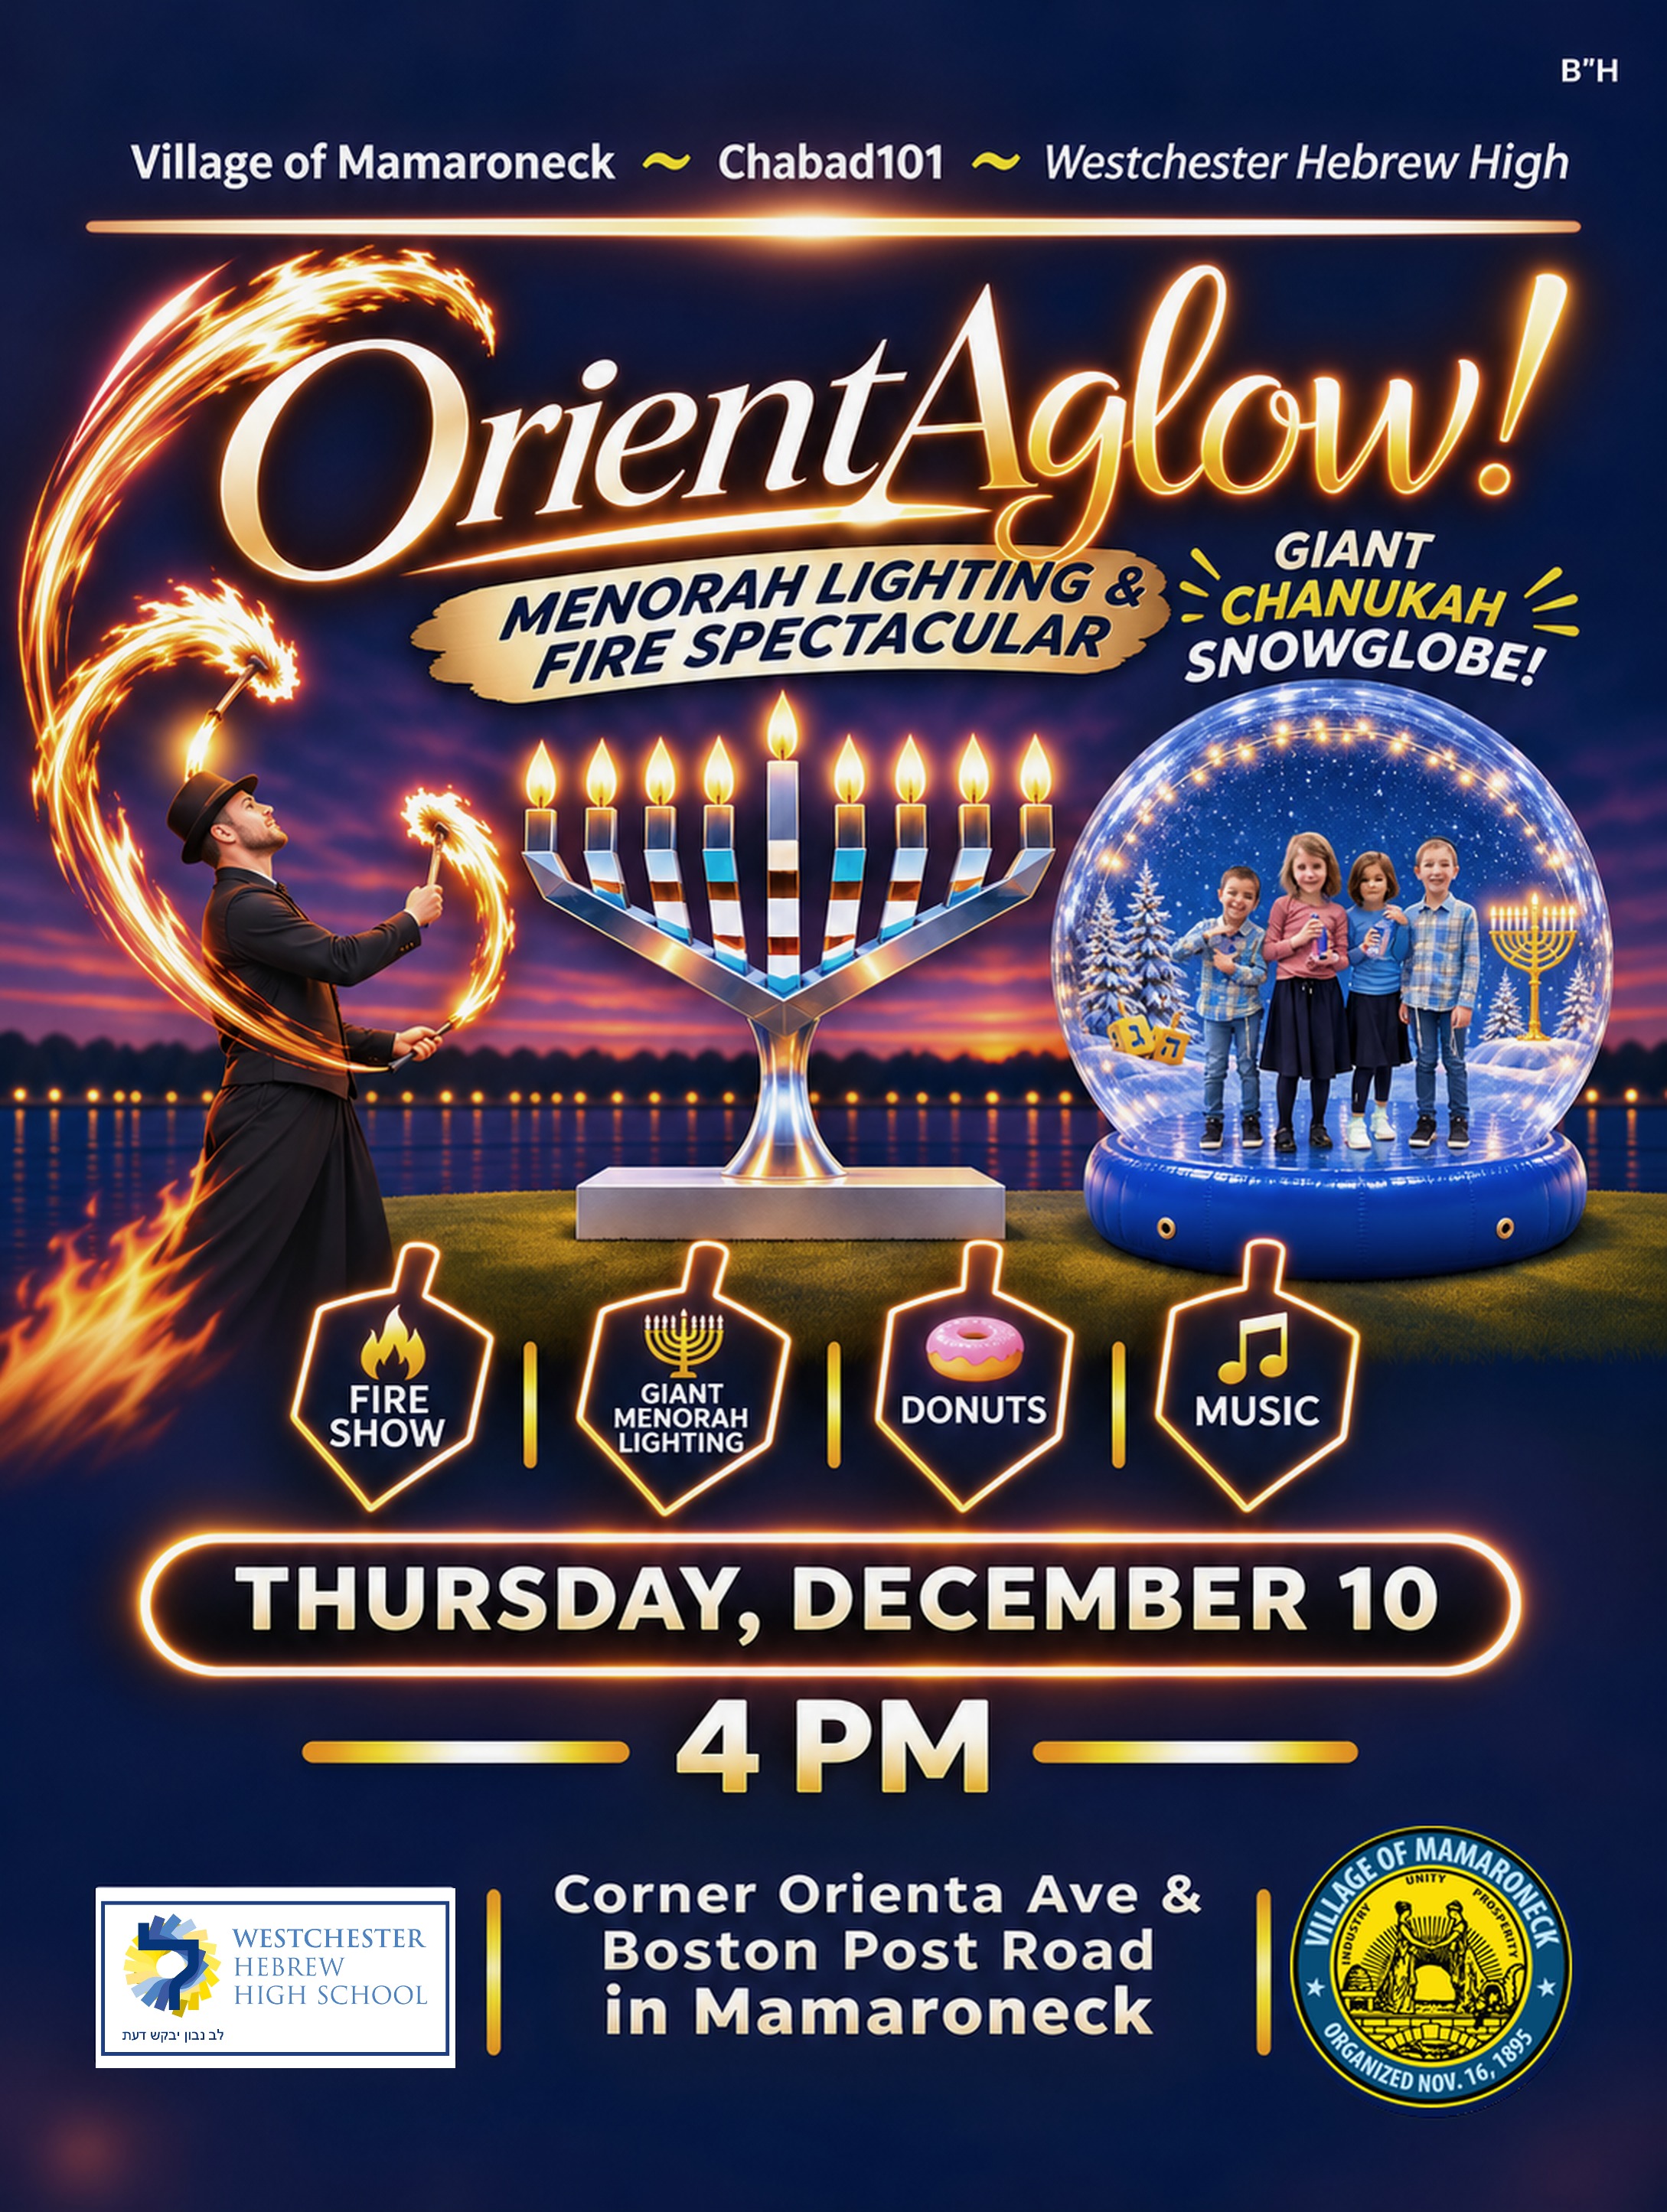 B"H
Village of Mamaroneck ~ Chabad101 ~ Westchester Hebrew High
OrientAglow!
MENORAH LIGHTING &
FIRE SPECTACULAR
GIANT
CHANUKAH
SNOWGLOBE!
ג
ה
FIRE
SHOW
GIANT
MENORAH
LIGHTING
DONUTS
MUSIC
THURSDAY, DECEMBER 10
4 PM
WESTCHESTER
HEBREW
HIGH SCHOOL
לב נבון יבקש דעת
Corner Orienta Ave &
Boston Post Road
in Mamaroneck
VILLAGE OF MAMARONECK
UNITY
INDUSTRY
PROSPERITY
ORGANIZED NOV. 16, 1895